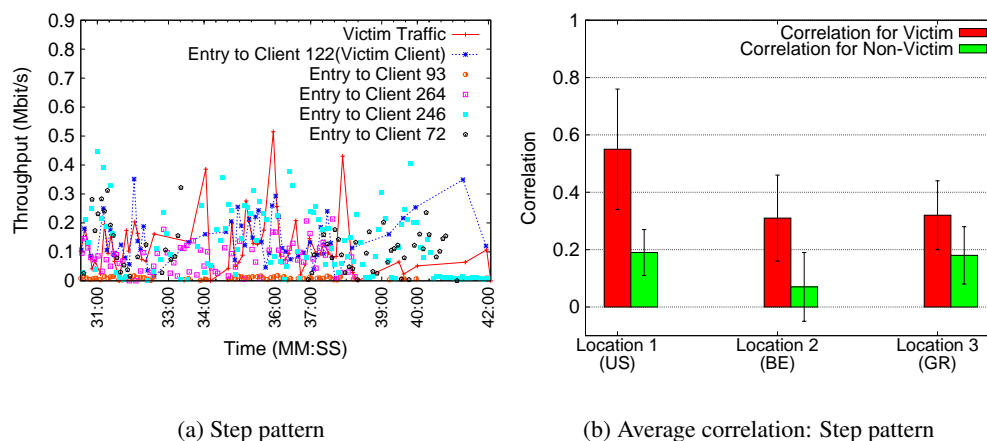 0.9
0.8
0.7
0.6
0.5
0.4
0.3
0.2
0.1
0
Throughput (Mbit/s)
Victim Traffic
Entry to Client 122(Victim Client)
Entry to Client 93
Entry to Client 264
Entry to Client 246
Entry to Client 72
31:00
33:00
34:00
36:00
37:00
39:00
40:00
42:00
Time (MM:SS)
(a) Step pattern
1
0.8
0.6
0.4
0.2
0
Correlation
Correlation for Victim
Correlation for Non-Victim
Location 1
(US)
Location 2
(BE)
Location 3
(GR)
(b) Average correlation: Step pattern